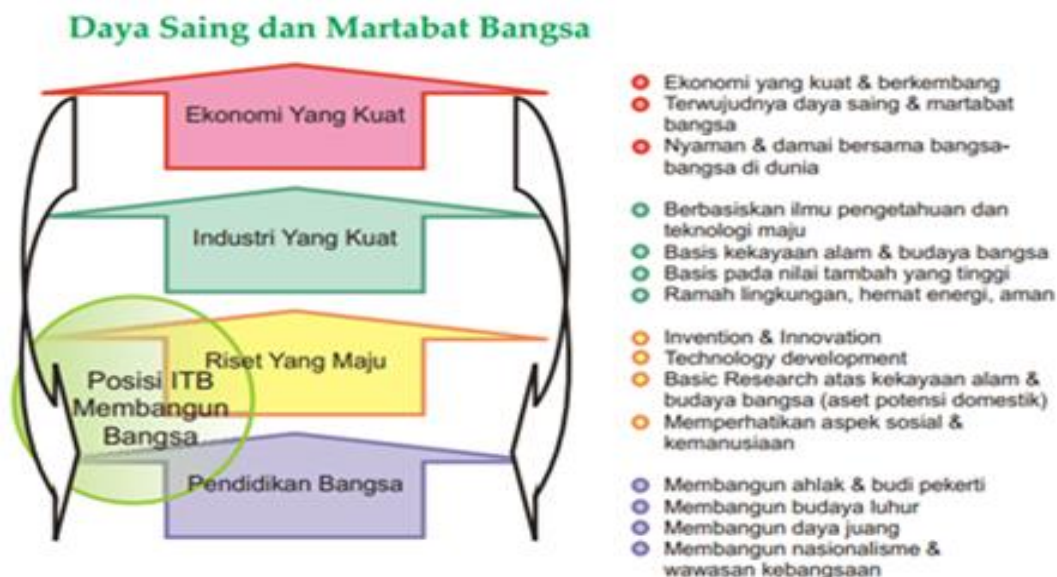 Daya Saing dan Martabat Bangsa
Ekonomi Yang Kuat
Ekonomi yang kuat & berkembang
Terwujudnya daya saing & martabat
bangsa
Nyaman & damai bersama bangsa-
bangsa di dunia
Industri Yang Kuat
Berbasiskan ilmu pengetahuan dan
teknologi maju
Basis kekayaan alam & budaya bangsa
Basis pada nilai tambah yang tinggi
Ramah lingkungan, hemat energi, aman
Riset Yang Maju
Posisi ITB
Membangun
Bangsa
Invention & Innovation
Technology development
Basic Research atas kekayaan alam &
budaya bangsa (aset potensi domestik)
Memperhatikan aspek sosial &
kemanusiaan
Pendidikan Bangsa
Membangun ahlak & budi pekerti
Membangun budaya luhur
Membangun daya juang
Membangun nasionalisme &
wawasan kebangsaan